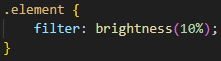 .element {
    filter: brightness(10%);
}